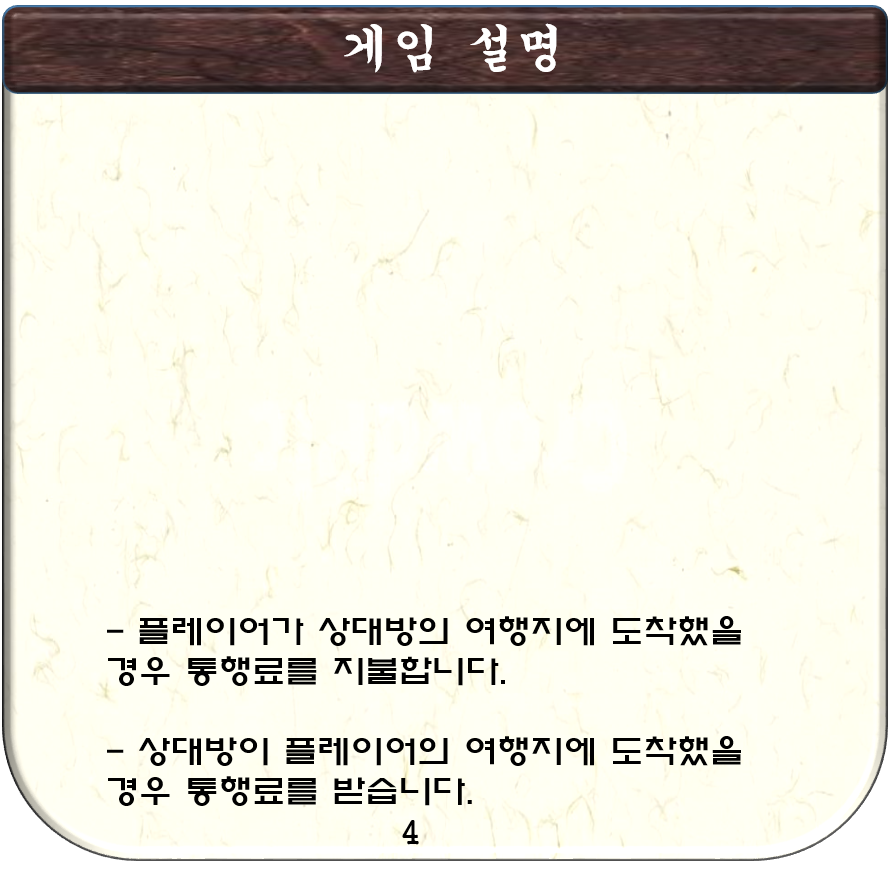 게임 설명
- 플레이어가 상대방의 여행지에 도착했을
경우 통행료를 지불합니다.
- 상대방이 플레이어의 여행지에 도착했을
경우 통행료를 받습니다.
4